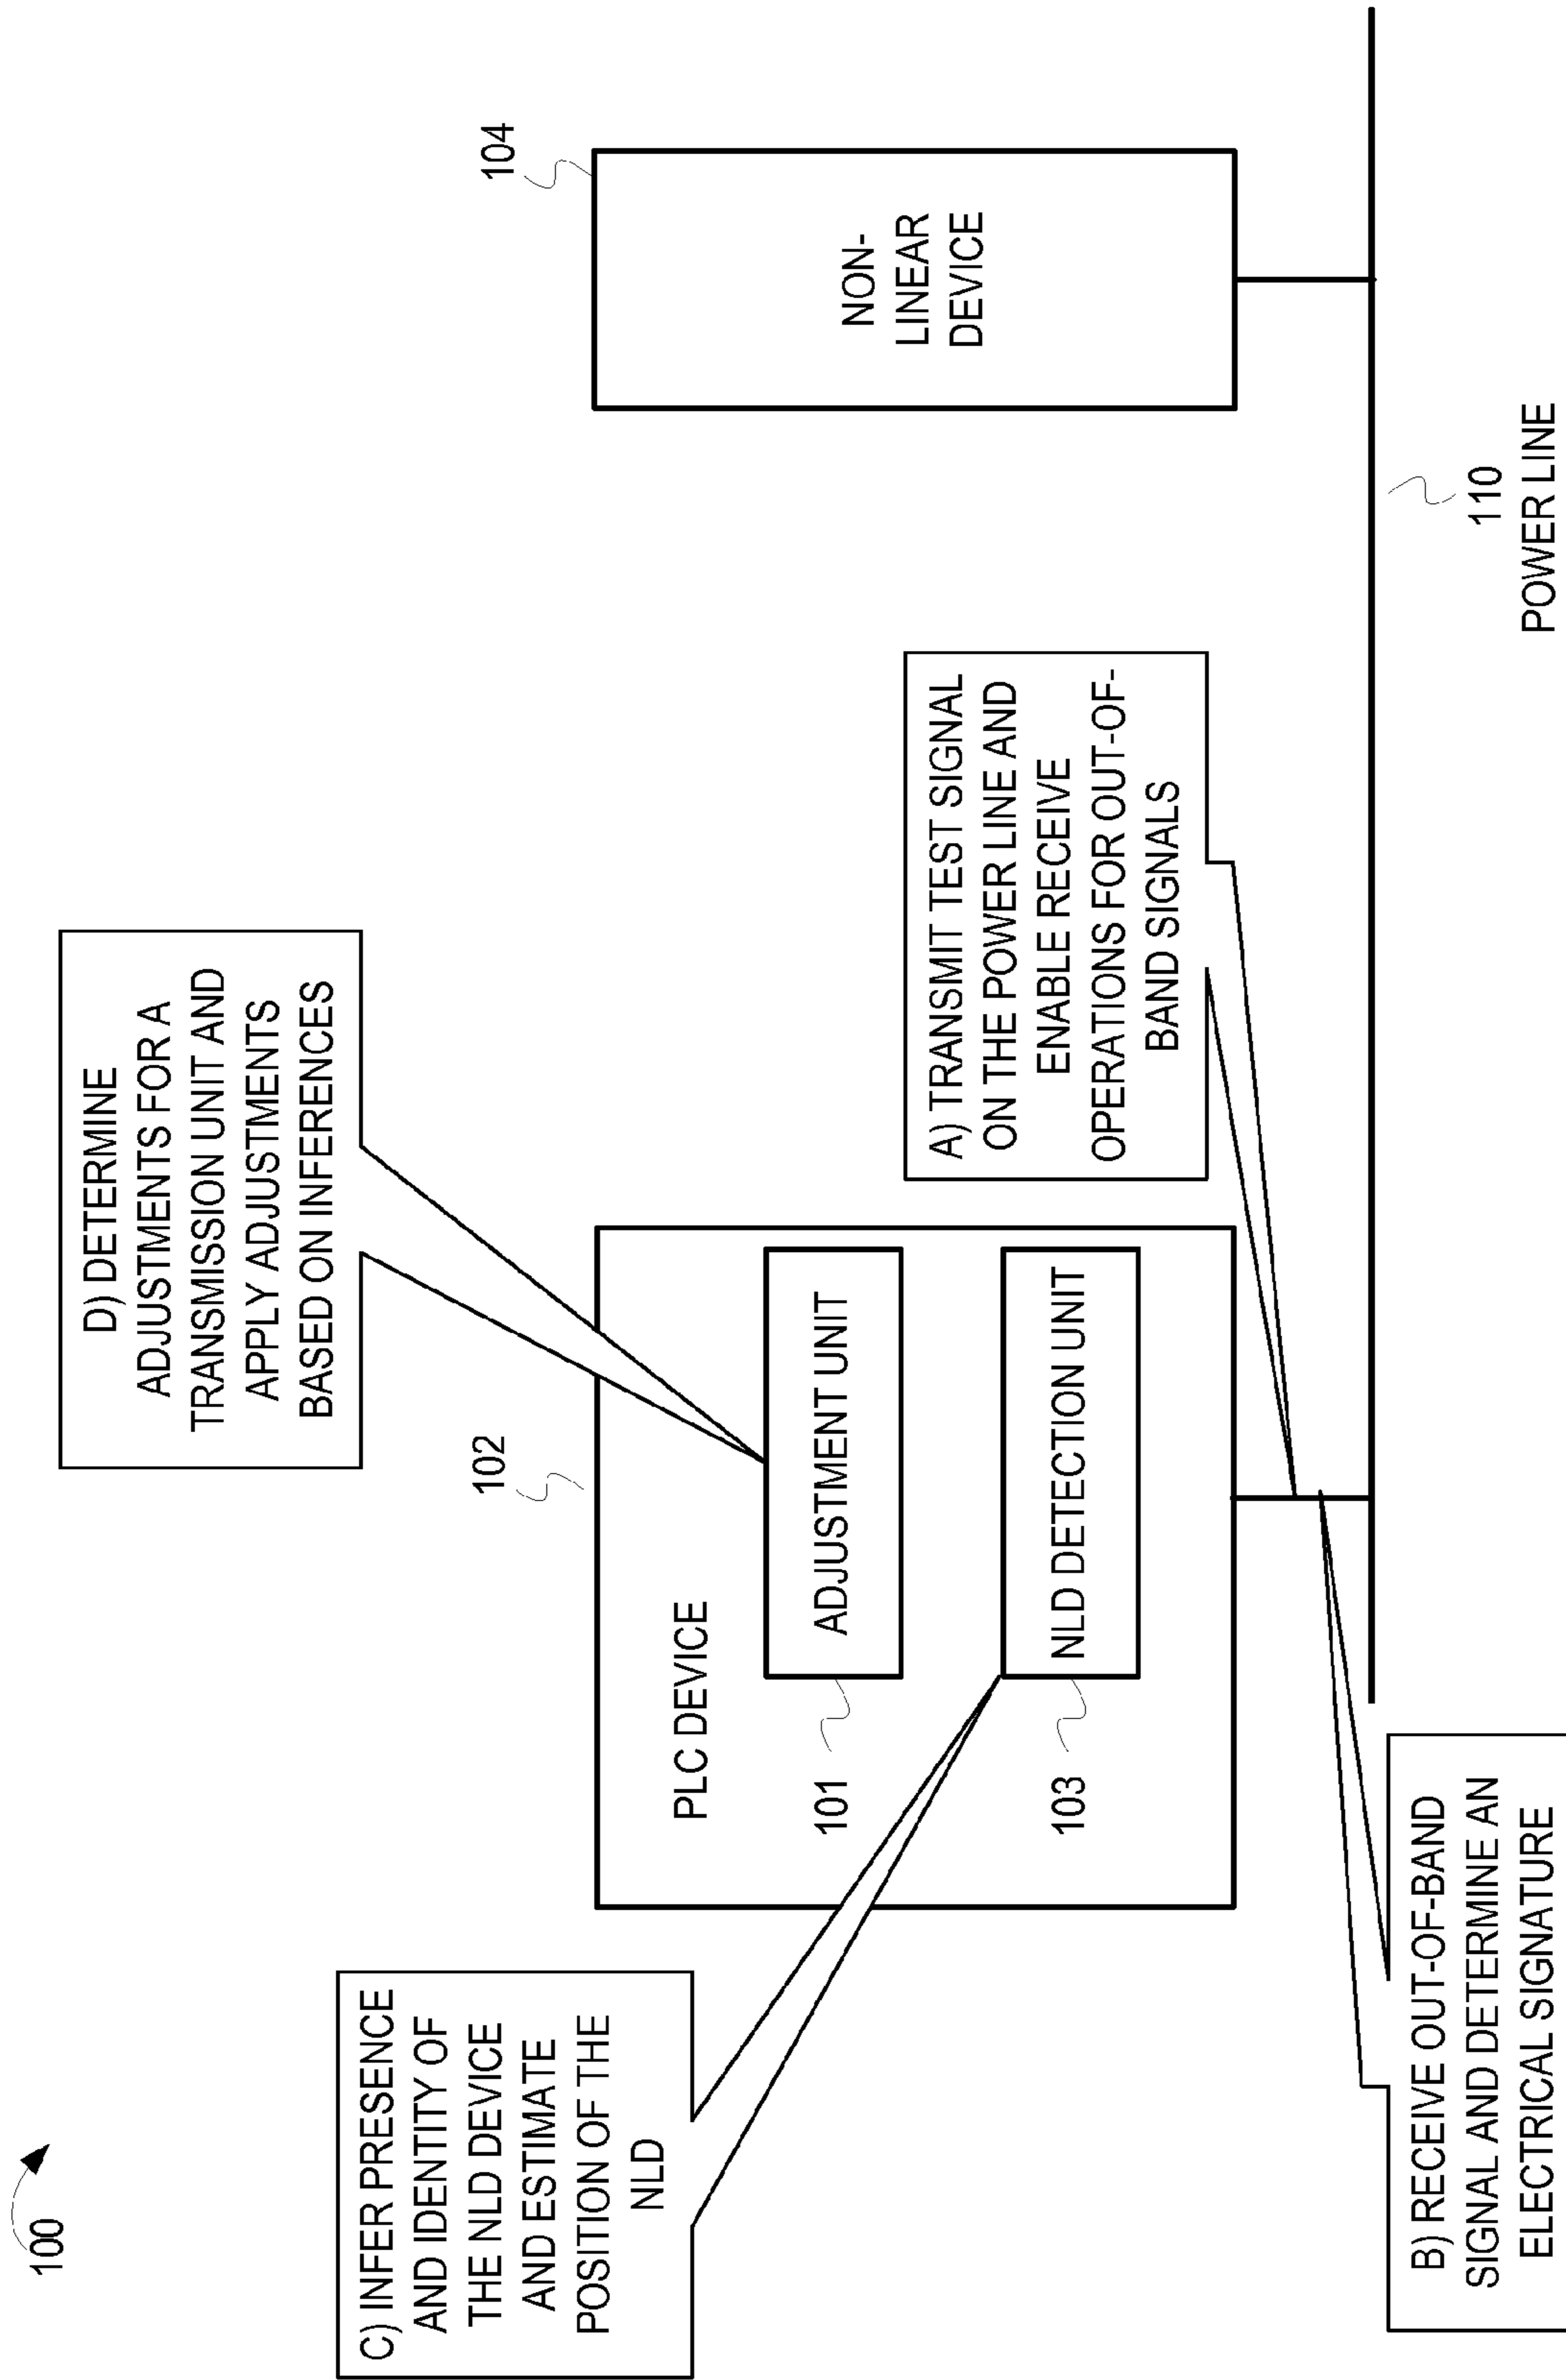 100
D) DETERMINE
ADJUSTMENTS FOR A
TRANSMISSION UNIT AND
APPLY ADJUSTMENTS
BASED ON INFERENCES
C) INFER PRESENCE
AND IDENTITY OF
THE NLD DEVICE
AND ESTIMATE
POSITION OF THE
NLD
102
104
PLC DEVICE
101
ADJUSTMENT UNIT
103
NLD DETECTION UNIT
NON-
LINEAR
DEVICE
A) TRANSMIT TEST SIGNAL
ON THE POWER LINE AND
ENABLE RECEIVE
OPERATIONS FOR OUT-OF-
BAND SIGNALS
B) RECEIVE OUT-OF-BAND
SIGNAL AND DETERMINE AN
ELECTRICAL SIGNATURE
110
POWER LINE